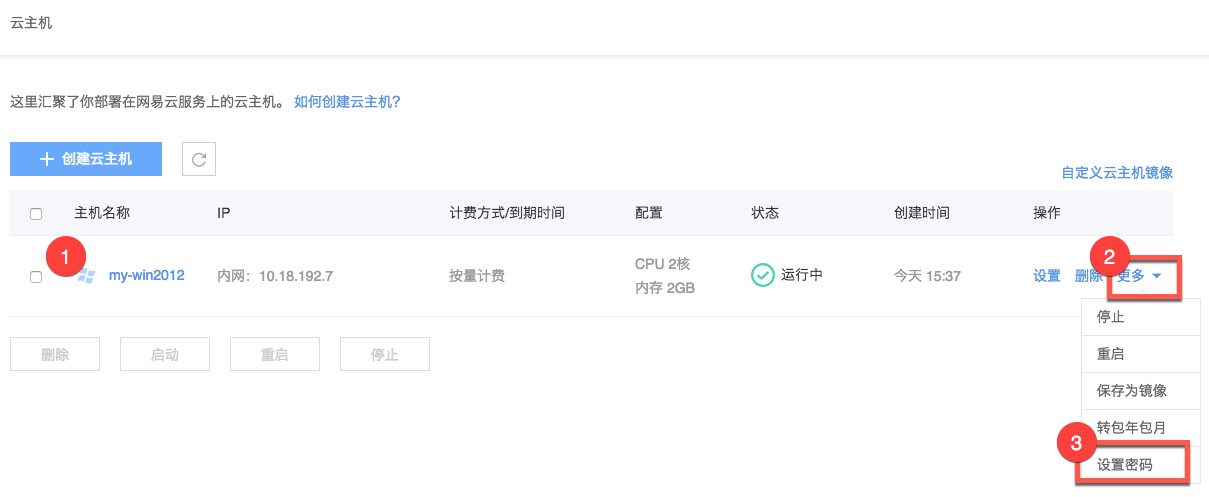 云主机
这里汇聚了你部署在网易云服务上的云主机。 如何创建云主机?
创建云主机
自定义云主机镜像
主机名称 IP 计费方式/到期时间 配置 状态 创建时间 操作
1 my-win2012 内网：10.18.192.7 按量计费 CPU 2核 运行中 今天 15:37 设置 删除 2 更多
内存 2GB
停止
删除 启动 重启 停止
重启
保存为镜像
转包年包月
3 设置密码